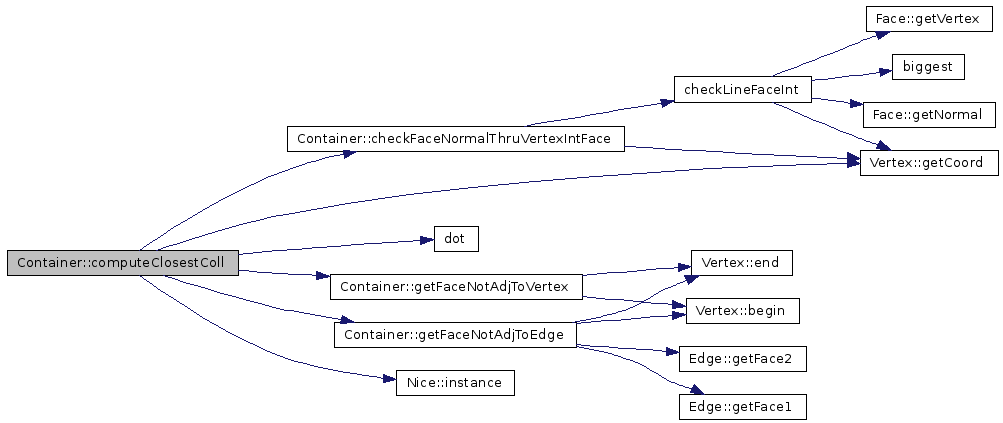 Face::getVertex
biggest
checkLineFaceInt
Face::getNormal
Container::checkFaceNormalThruVertexIntFace
Vertex::getCoord
dot
Container::computeClosestColl
Vertex::end
Container::getFaceNotAdjToVertex
Vertex::begin
Container::getFaceNotAdjToEdge
Edge::getFace2
Nice::instance
Edge::getFace1